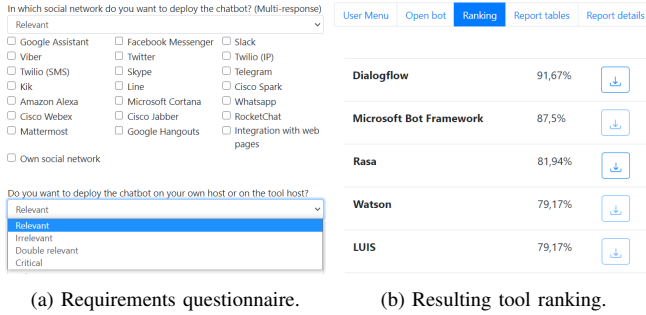 In which social network do you want to deploy the chatbot? (Multi-response)
Relevant
Google Assistant Facebook Messenger Slack
Viber Twitter Twilio (IP)
Twilio (SMS) Skype Telegram
Kik Line Cisco Spark
Amazon Alexa Microsoft Cortana Whatsapp
Cisco Webex Cisco Jabber RocketChat
Mattermost Google Hangouts Integration with web
pages
Own social network
Do you want to deploy the chatbot on your own host or on the tool host?
Relevant
Relevant
Irrelevant
Double relevant
Critical
(a) Requirements questionnaire.
User Menu Open bot Ranking Report tables Report details
Dialogflow 91,67%
Microsoft Bot Framework 87,5%
Rasa 81,94%
Watson 79,17%
LUIS 79,17%
(b) Resulting tool ranking.